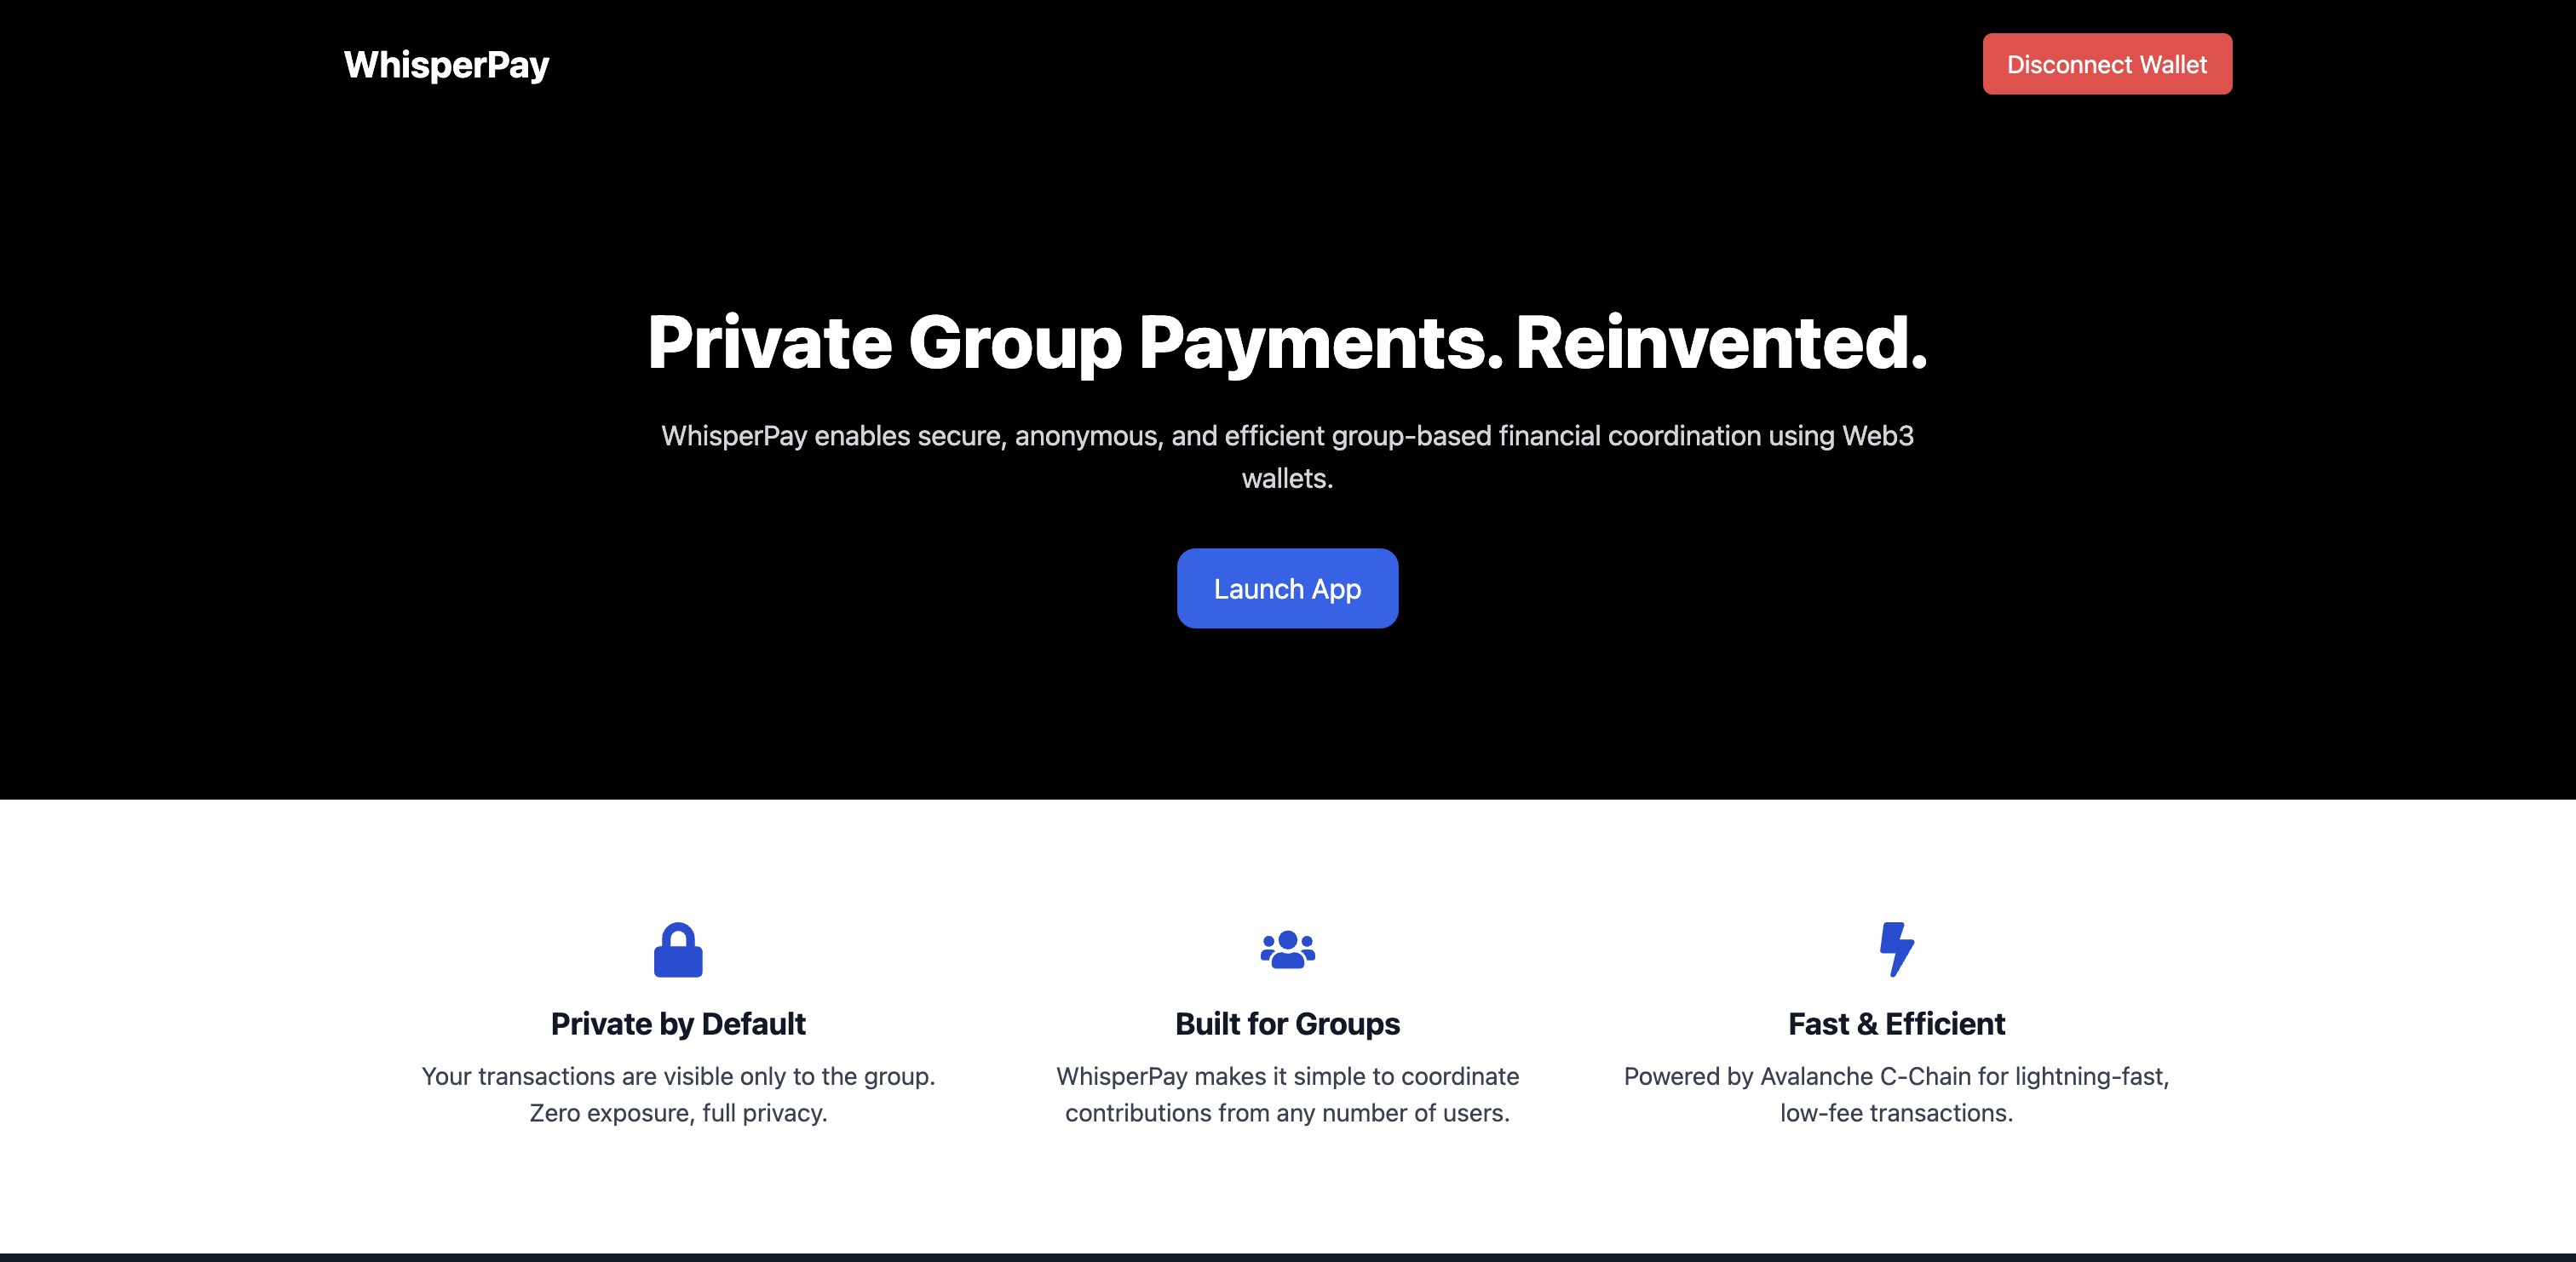 WhisperPay
Disconnect Wallet
Private Group Payments. Reinvented.
WhisperPay enables secure, anonymous, and efficient group-based financial coordination using Web3
wallets.
Launch App
Private by Default
Your transactions are visible only to the group.
Zero exposure, full privacy.
Built for Groups
WhisperPay makes it simple to coordinate
contributions from any number of users.
Fast & Efficient
Powered by Avalanche C-Chain for lightning-fast,
low-fee transactions.